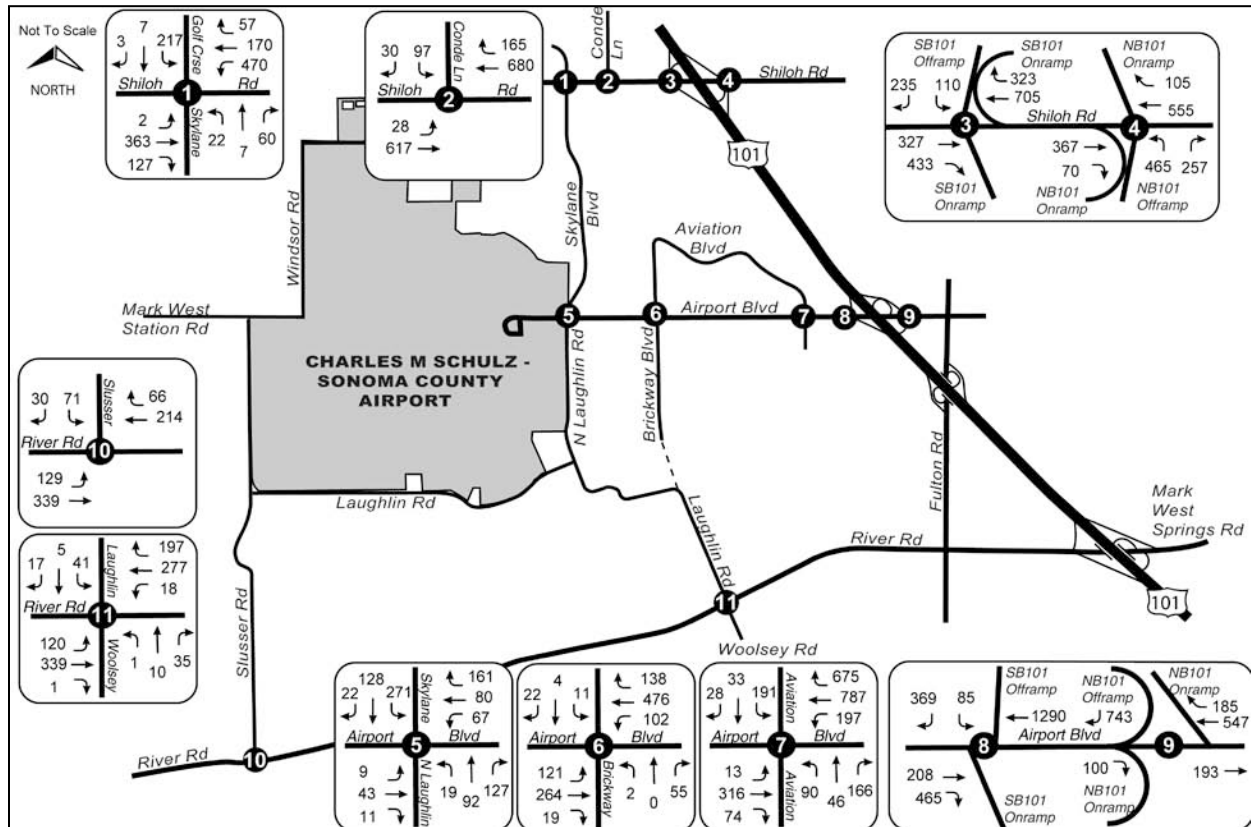 Not To Scale
NORTH
7
3
217
Golf Crse
57
170
470
Shiloh
1
Rd
Skylane
2
363
127
22
7
60
30
97
Conde Ln
165
680
Shiloh
2
Rd
28
617
Conde
Ln
1
2
3
4
Shiloh Rd
101
SB101
Offramp
SB101
Onramp
NB101
Onramp
235
110
323
705
105
555
Shiloh Rd
3
4
327
433
367
70
465
257
SB101
Onramp
NB101
Onramp
NB101
Offramp
Windsor Rd
Skylane
Blvd
Aviation
Blvd
Mark West
Station Rd
5
6
Airport Blvd
7
8
9
CHARLES M SCHULZ -
SONOMA COUNTY
AIRPORT
N Laughlin Rd
Brickway Blvd
Fulton Rd
30
71
Slusser
66
214
River Rd
10
129
339
Laughlin Rd
Laughlin Rd
River Rd
Mark
West
Springs Rd
101
5
17
41
Laughlin
197
277
18
River Rd
11
Woolsey
120
339
1
1
10
35
Slusser Rd
11
Woolsey Rd
River Rd
10
128
22
271
Skylane
161
80
67
Airport
5
Blvd
N Laughlin
9
43
11
19
92
127
4
22
11
138
476
102
Airport
6
Blvd
Brickway
121
264
19
2
0
55
33
28
191
Aviation
675
787
197
Airport
7
Blvd
Aviation
13
316
74
90
46
166
SB101
Offramp
NB101
Offramp
NB101
Onramp
369
85
1290
743
185
547
Airport Blvd
8
9
208
465
100
193
SB101
Onramp
NB101
Onramp